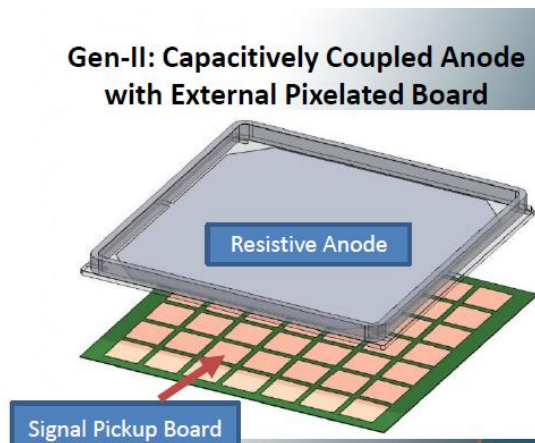 Gen-II: Capacitively Coupled Anode
with External Pixelated Board
Resistive Anode
Signal Pickup Board